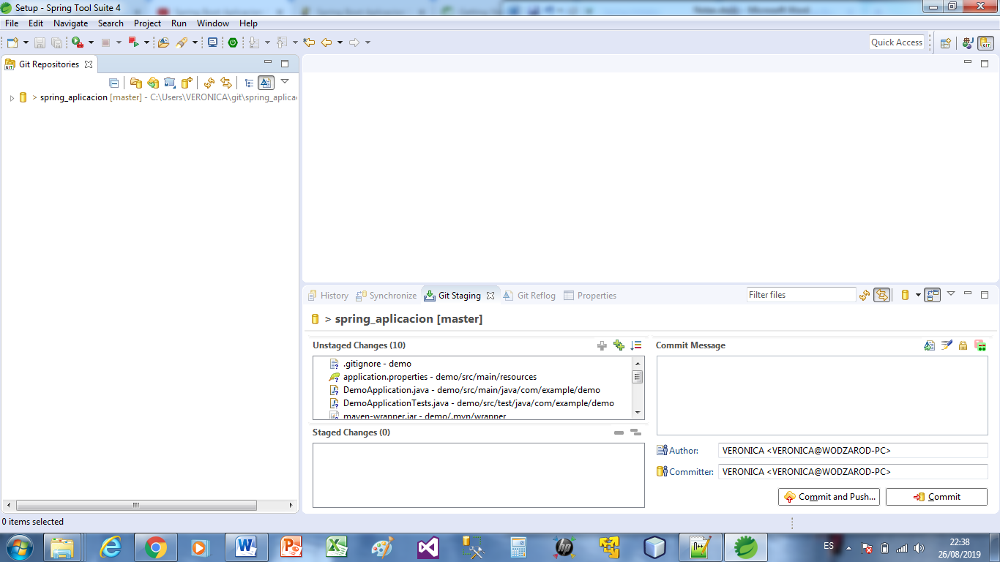 Setup - Spring Tool Suite 4
File Edit Navigate Search Project Run Window Help
Quick Access
Git Repositories
> spring_aplicacion [master] - C:\Users\VERONICA\git\spring_aplica
History Synchronize Git Staging Git Reflog Properties
Filter files
> spring_aplicacion [master]
Unstaged Changes (10)
.gitignore - demo
application.properties - demo/src/main/resources
DemoApplication.java - demo/src/main/java/com/example/demo
DemoApplicationTests.java - demo/src/test/java/com/example/demo
maven-wrapper.jar - demo/.mvn/wrapper
Staged Changes (0)
Commit Message
Author: VERONICA <VERONICA@WODZAROD-PC>
Committer: VERONICA <VERONICA@WODZAROD-PC>
Commit and Push... Commit
0 items selected
ES
22:38
26/08/2019